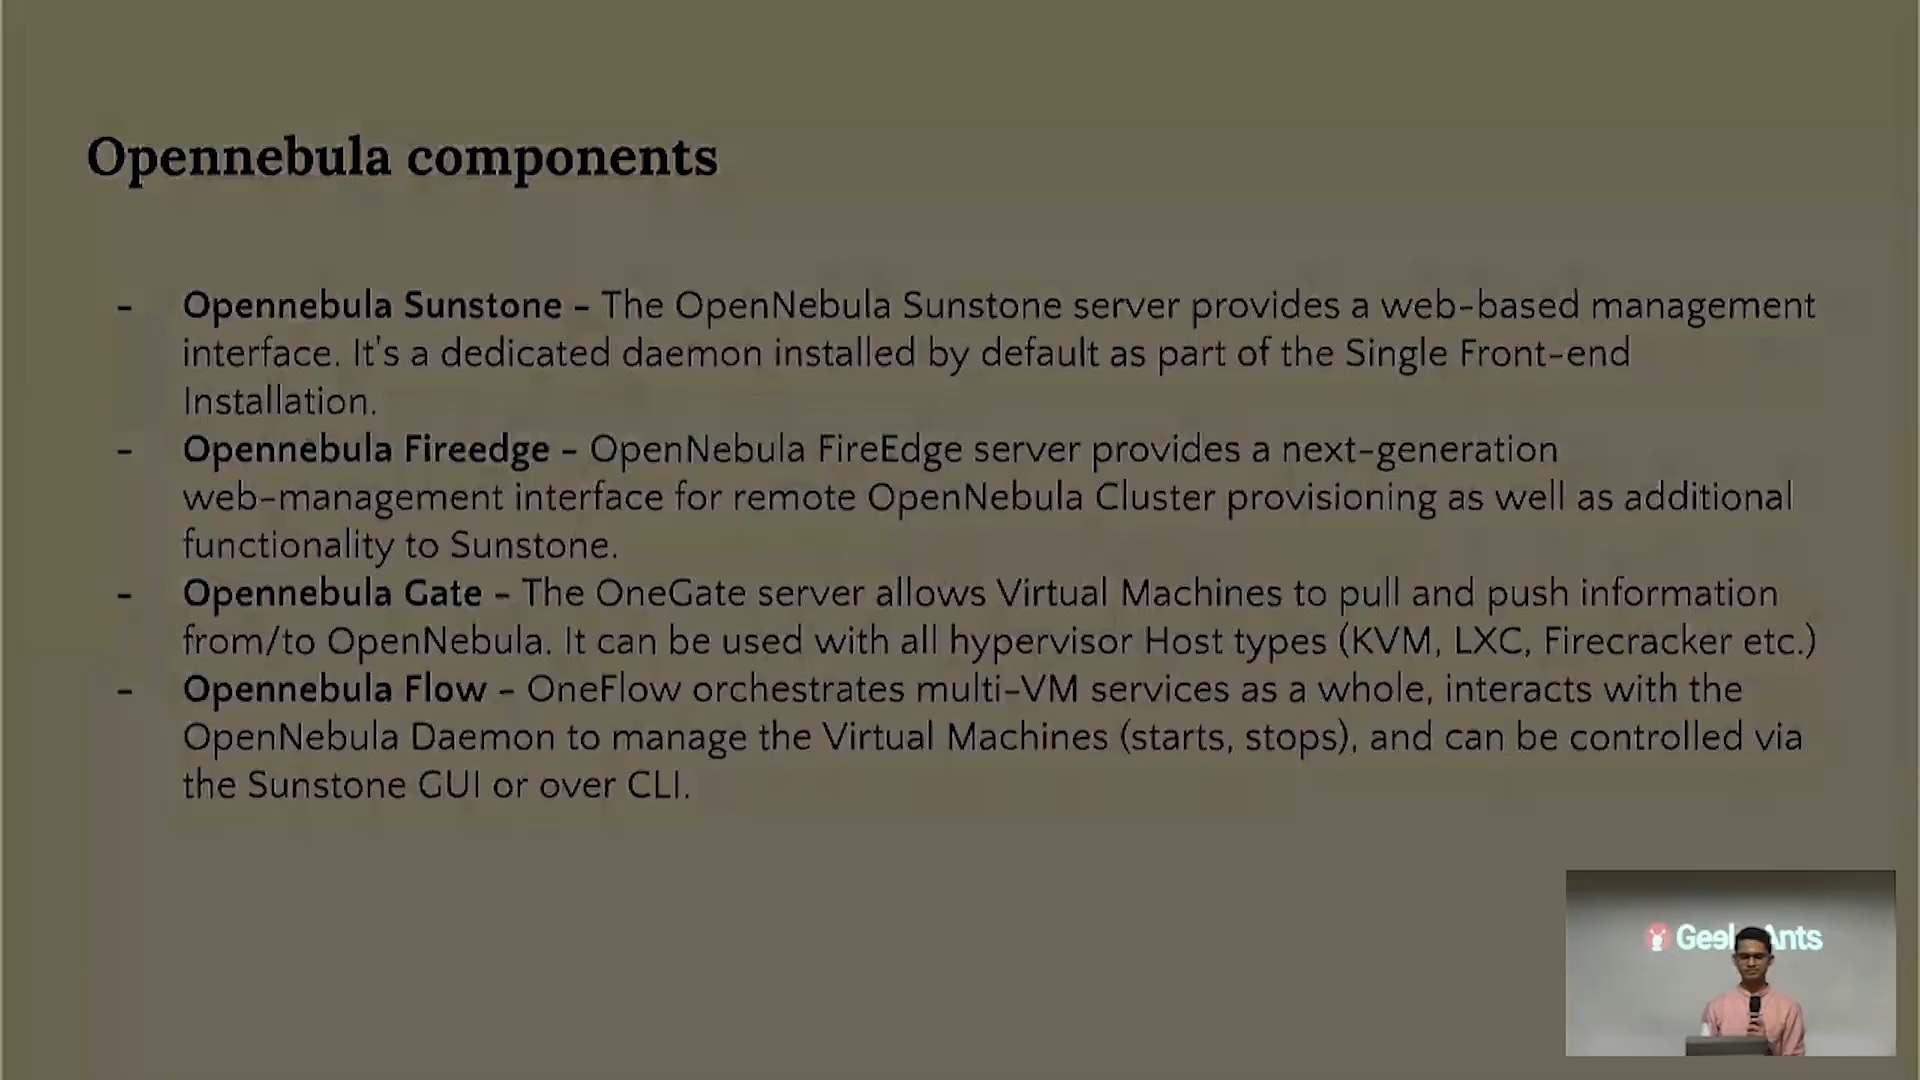 Opennebula components
- Opennebula Sunstone - The OpenNebula Sunstone server provides a web-based management
interface. It's a dedicated daemon installed by default as part of the Single Front-end
Installation.
- Opennebula Fireedge - OpenNebula FireEdge server provides a next-generation
web-management interface for remote OpenNebula Cluster provisioning as well as additional
functionality to Sunstone.
- Opennebula Gate - The OneGate server allows Virtual Machines to pull and push information
from/to OpenNebula. It can be used with all hypervisor Host types (KVM, LXC, Firecracker etc.)
- Opennebula Flow - OneFlow orchestrates multi-VM services as a whole, interacts with the
OpenNebula Daemon to manage the Virtual Machines (starts, stops), and can be controlled via
the Sunstone GUI or over CLI.